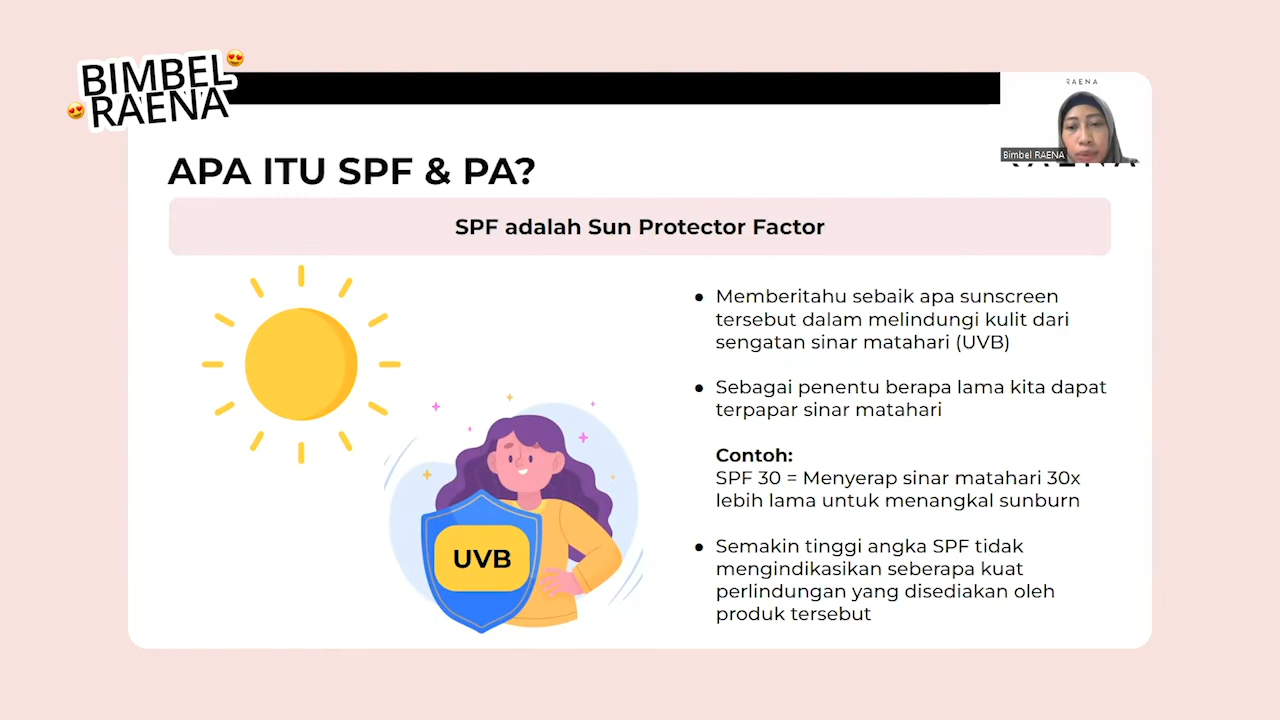 BIMBEL
RAENA
RAENA
Bimbel RAENA
APA ITU SPF & PA?
SPF adalah Sun Protector Factor
● Memberitahu sebaik apa sunscreen
tersebut dalam melindungi kulit dari
sengatan sinar matahari (UVB)
● Sebagai penentu berapa lama kita dapat
terpapar sinar matahari
Contoh:
SPF 30 = Menyerap sinar matahari 30x
lebih lama untuk menangkal sunburn
● Semakin tinggi angka SPF tidak
mengindikasikan seberapa kuat
perlindungan yang disediakan oleh
produk tersebut
UVB